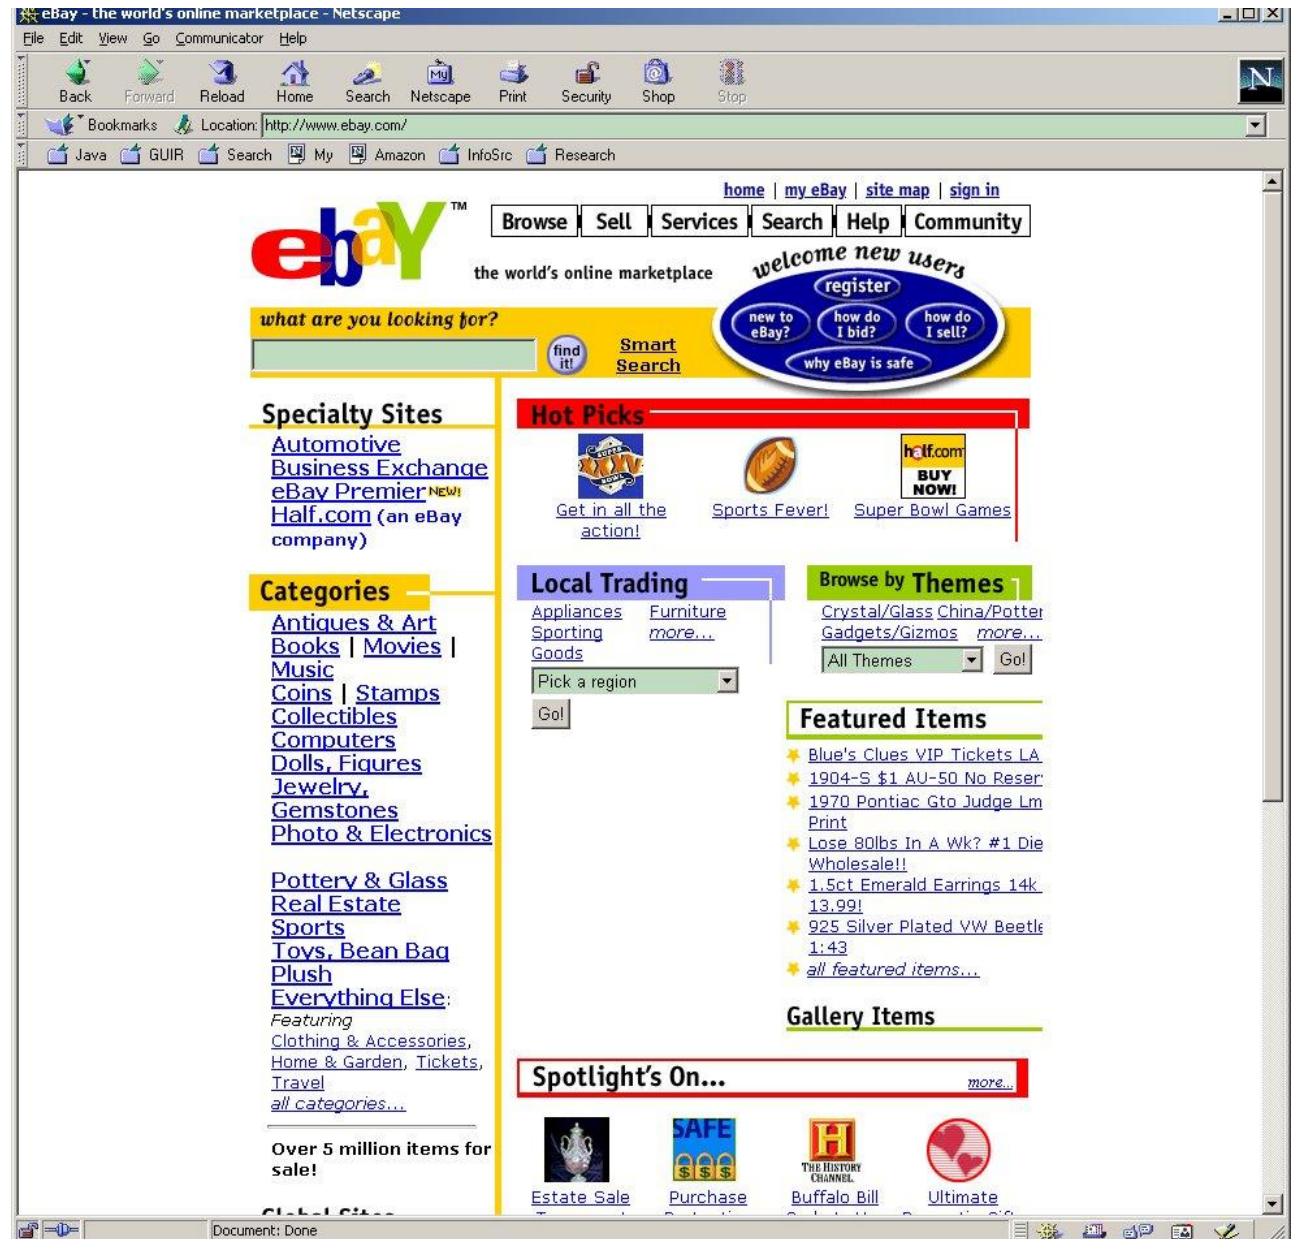 eBay - the world's online marketplace - Netscape
File Edit View Go Communicator Help
Back Forward Reload Home Search Netscape Print Security Shop Stop
My
N
Bookmarks Location: http://www.ebay.com/
Java GUIR Search My Amazon InfoSrc Research
home | my eBay | site map | sign in
ebaY™
Browse Sell Services Search Help Community
the world's online marketplace
welcome new users
register
new to eBay?
how do I bid?
how do I sell?
why eBay is safe
what are you looking for?
find it!
Smart Search
Specialty Sites
Automotive
Business Exchange
eBay Premier NEW!
Half.com (an eBay
company)
Categories
Antiques & Art
Books | Movies |
Music
Coins | Stamps
Collectibles
Computers
Dolls, Figures
Jewelry,
Gemstones
Photo & Electronics
Pottery & Glass
Real Estate
Sports
Toys, Bean Bag
Plush
Everything Else:
Featuring
Clothing & Accessories,
Home & Garden, Tickets,
Travel
all categories...
Over 5 million items for
sale!
Hot Picks
SUPER
XXXV
BOWL
half.com
BUY
NOW!
Get in all the
action!
Sports Fever!
Super Bowl Games
Local Trading
Appliances Furniture
Sporting more...
Goods
Pick a region
Go!
Browse by Themes
Crystal/Glass China/Potter
Gadgets/Gizmos more...
All Themes Go!
Featured Items
Blue's Clues VIP Tickets LA
1904-S $1 AU-50 No Reser
1970 Pontiac Gto Judge Lm
Print
Lose 80lbs In A Wk? #1 Die
Wholesale!!
1.5ct Emerald Earrings 14k
13.99!
925 Silver Plated VW Beetle
1:43
all featured items...
Gallery Items
Spotlight's On... more...
SAFE
$ $ $
H
THE HISTORY
CHANNEL.
Estate Sale
Purchase
Buffalo Bill
Ultimate
Document: Done